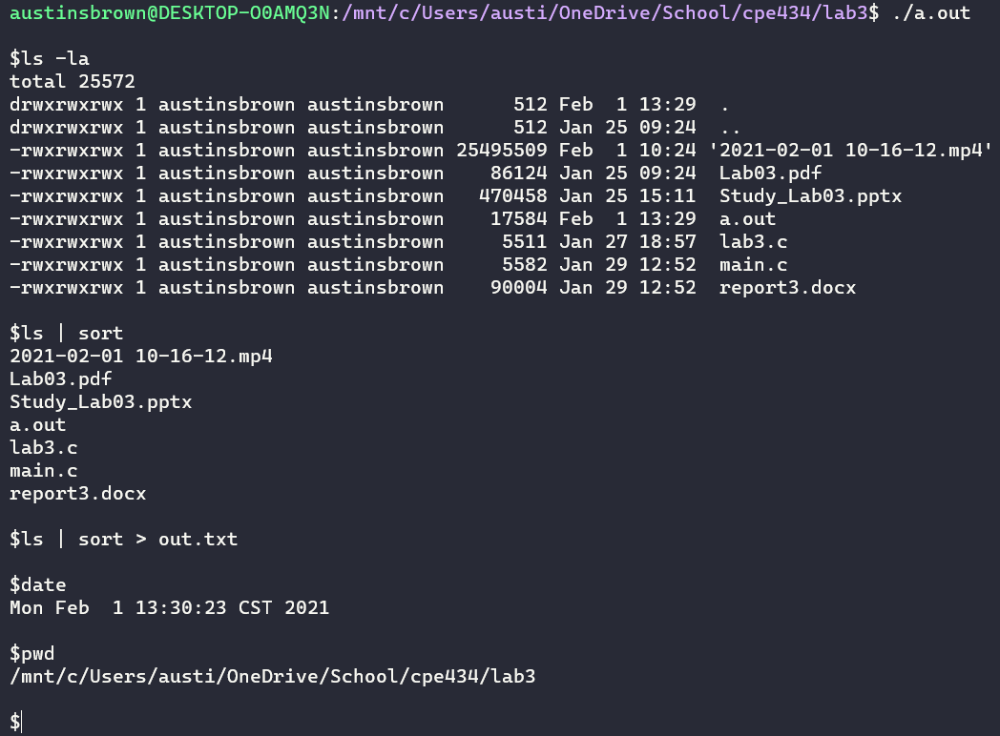 austinsbrown@DESKTOP-O0AMQ3N:/mnt/c/Users/austi/OneDrive/School/cpe434/lab3$ ./a.out
$ls -la
total 25572
drwxrwxrwx 1 austinsbrown austinsbrown      512 Feb  1 13:29  .
drwxrwxrwx 1 austinsbrown austinsbrown      512 Jan 25 09:24  ..
-rwxrwxrwx 1 austinsbrown austinsbrown 25495509 Feb  1 10:24 '2021-02-01 10-16-12.mp4'
-rwxrwxrwx 1 austinsbrown austinsbrown    86124 Jan 25 09:24  Lab03.pdf
-rwxrwxrwx 1 austinsbrown austinsbrown   470458 Jan 25 15:11  Study_Lab03.pptx
-rwxrwxrwx 1 austinsbrown austinsbrown    17584 Feb  1 13:29  a.out
-rwxrwxrwx 1 austinsbrown austinsbrown     5511 Jan 27 18:57  lab3.c
-rwxrwxrwx 1 austinsbrown austinsbrown     5582 Jan 29 12:52  main.c
-rwxrwxrwx 1 austinsbrown austinsbrown    90004 Jan 29 12:52  report3.docx
$ls | sort
2021-02-01 10-16-12.mp4
Lab03.pdf
Study_Lab03.pptx
a.out
lab3.c
main.c
report3.docx
$ls | sort > out.txt
$date
Mon Feb  1 13:30:23 CST 2021
$pwd
/mnt/c/Users/austi/OneDrive/School/cpe434/lab3
$